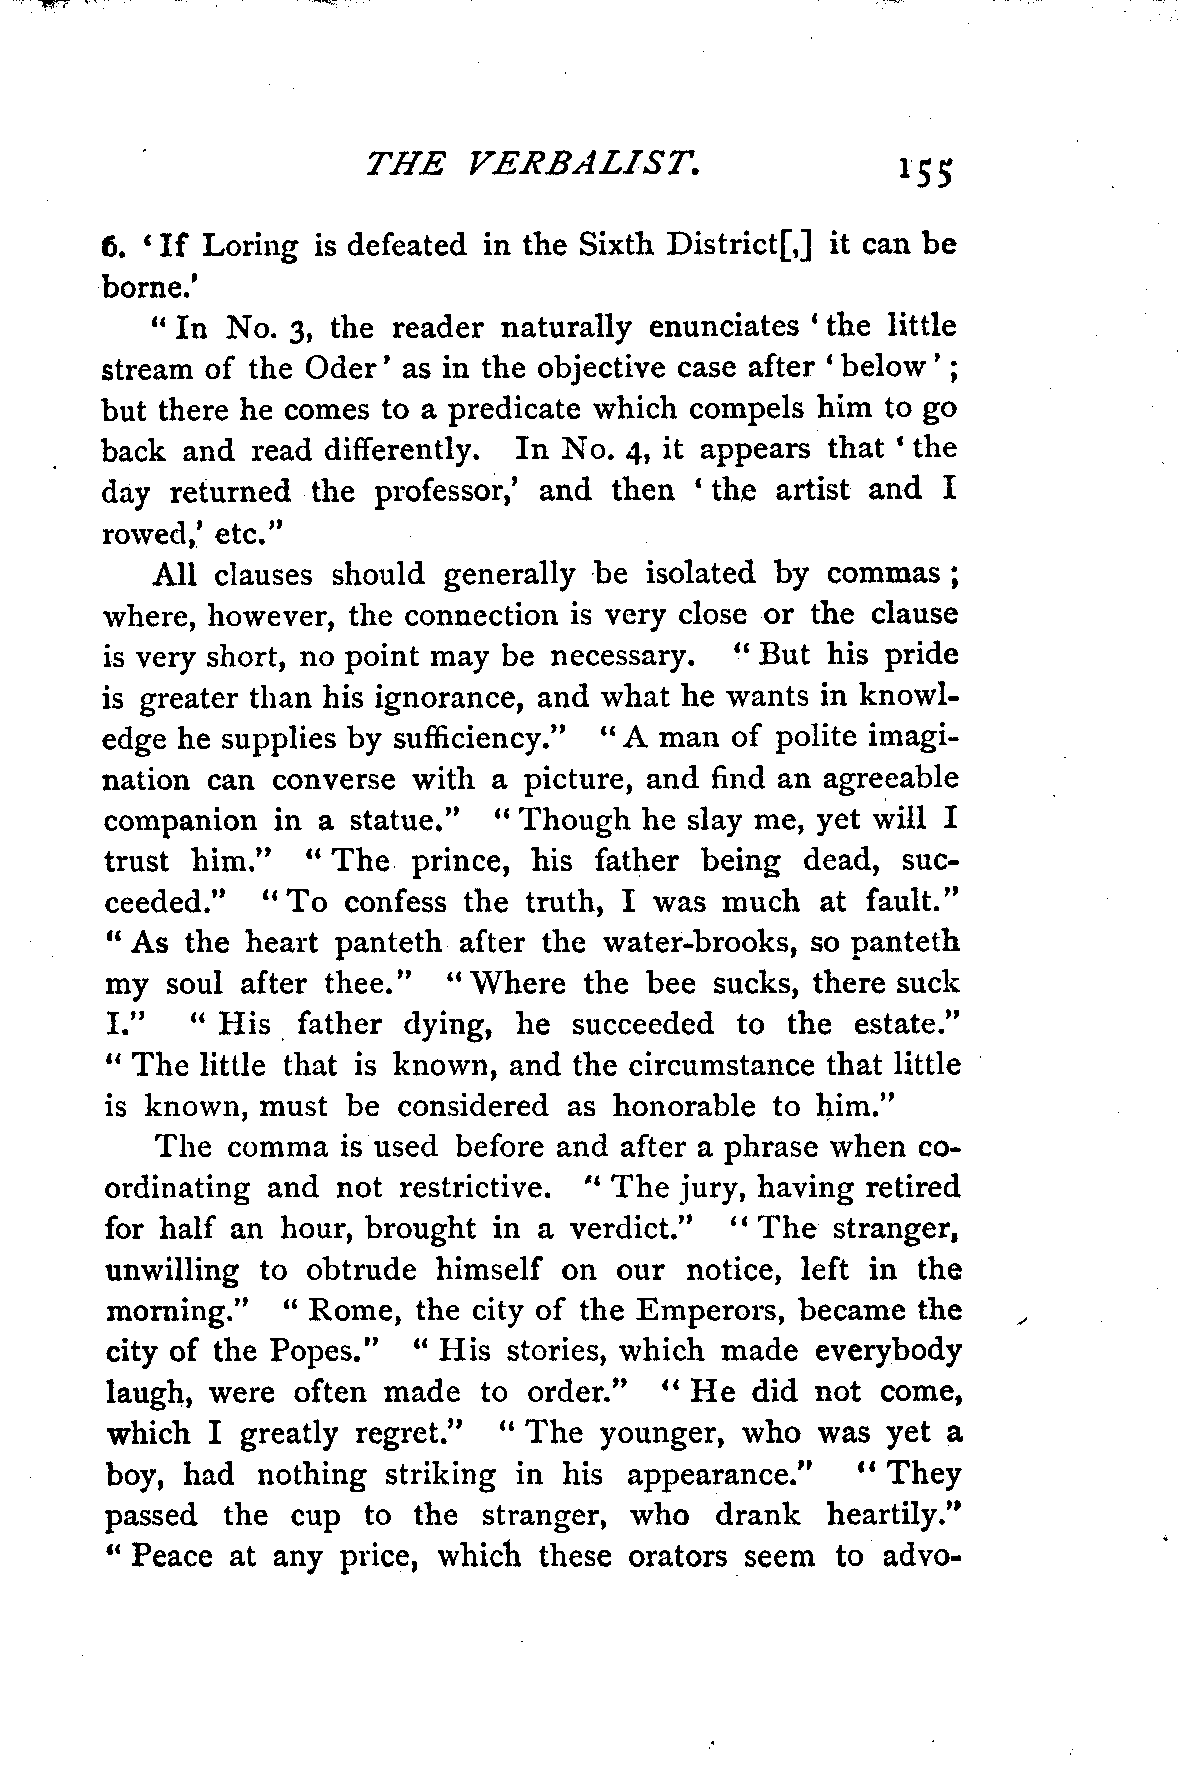 THE VERBALIST. 155
6. ‘If Loring is defeated in the Sixth District[,] it can be
borne.’
“In No. 3, the reader naturally enunciates ‘the little
stream of the Oder’ as in the objective case after ‘below’;
but there he comes to a predicate which compels him to go
back and read differently. In No. 4, it appears that ‘the
day returned the professor,’ and then ‘the artist and I
rowed,’ etc.”
All clauses should generally be isolated by commas;
where, however, the connection is very close or the clause
is very short, no point may be necessary. “But his pride
is greater than his ignorance, and what he wants in knowl-
edge he supplies by sufficiency.” “A man of polite imagi-
nation can converse with a picture, and find an agreeable
companion in a statue.” “Though he slay me, yet will I
trust him.” “The prince, his father being dead, suc-
ceeded.” “To confess the truth, I was much at fault.”
“As the heart panteth after the water-brooks, so panteth
my soul after thee.” “Where the bee sucks, there suck
I.” “His father dying, he succeeded to the estate.”
“The little that is known, and the circumstance that little
is known, must be considered as honorable to him.”
The comma is used before and after a phrase when co-
ordinating and not restrictive. “The jury, having retired
for half an hour, brought in a verdict.” “The stranger,
unwilling to obtrude himself on our notice, left in the
morning.” “Rome, the city of the Emperors, became the
city of the Popes.” “His stories, which made everybody
laugh, were often made to order.” “He did not come,
which I greatly regret.” “The younger, who was yet a
boy, had nothing striking in his appearance.” “They
passed the cup to the stranger, who drank heartily.”
“Peace at any price, which these orators seem to advo-